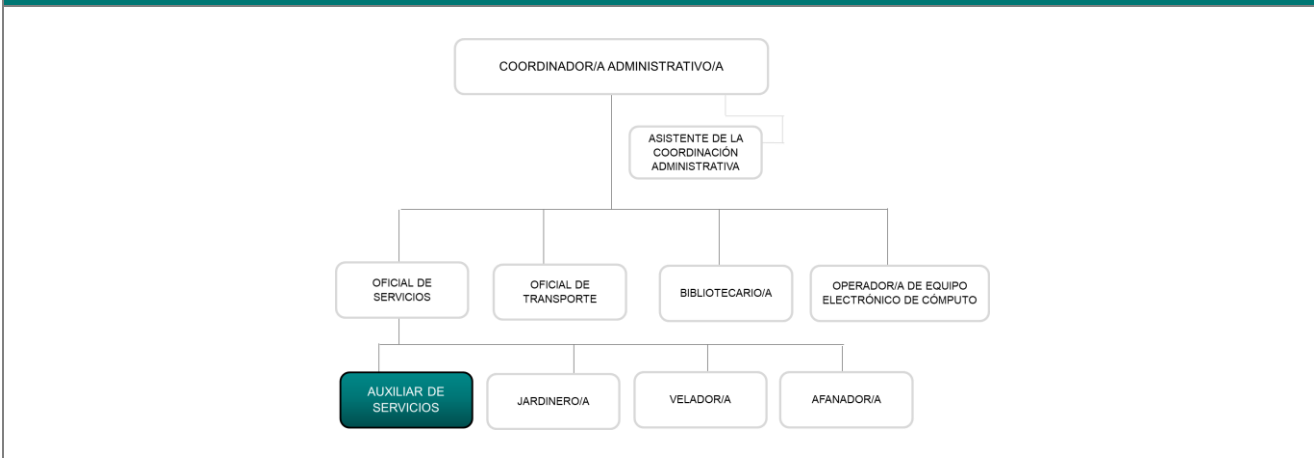 COORDINADOR/A ADMINISTRATIVO/A
ASISTENTE DE LA
COORDINACIÓN
ADMINISTRATIVA
OFICIAL DE
SERVICIOS
OFICIAL DE
TRANSPORTE
BIBLIOTECARIO/A
OPERADOR/A DE EQUIPO
ELECTRÓNICO DE CÓMPUTO
AUXILIAR DE
SERVICIOS
JARDINERO/A
VELADOR/A
AFANADOR/A